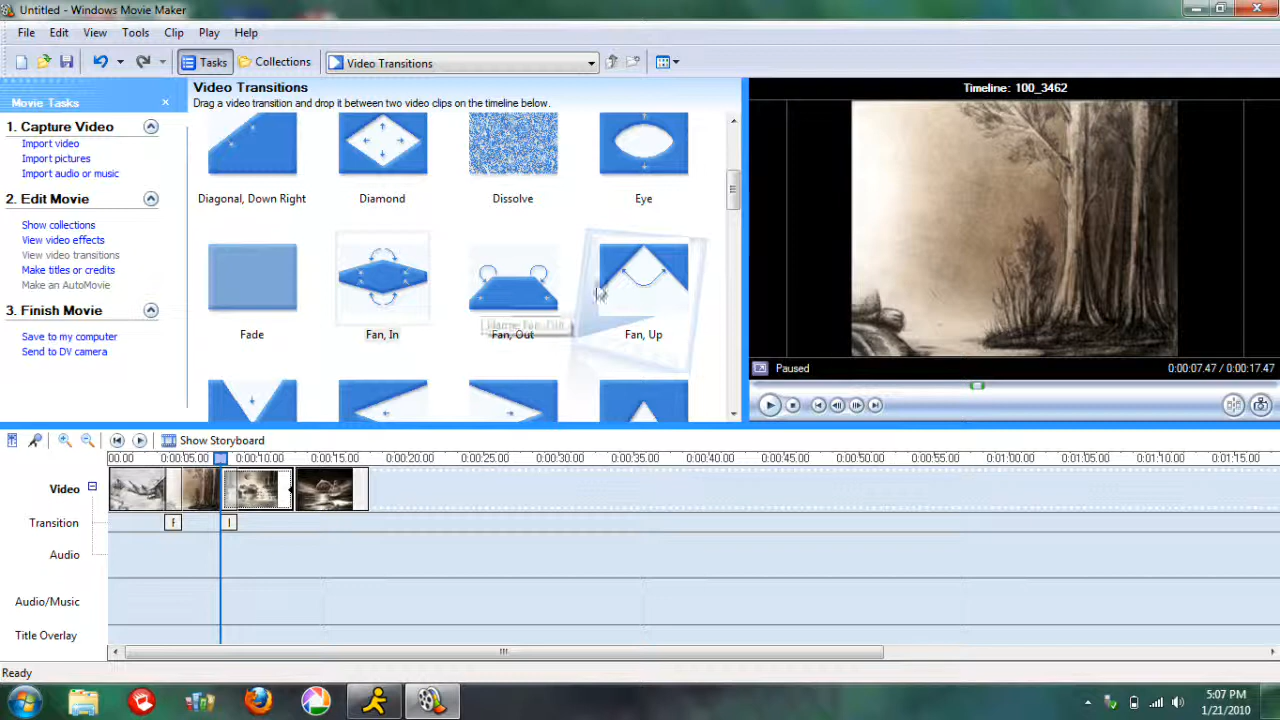 Untitled - Windows Movie Maker
File Edit View Tools Clip Play Help
Tasks Collections Video Transitions
Movie Tasks
1. Capture Video
Import video
Import pictures
Import audio or music
2. Edit Movie
Show collections
View video effects
View video transitions
Make titles or credits
Make an AutoMovie
3. Finish Movie
Save to my computer
Send to DV camera
Video Transitions
Drag a video transition and drop it between two video clips on the timeline below.
Diagonal, Down Right Diamond Dissolve Eye
Fade Fan, In Fan, Out Fan, Up
Timeline: 100_3462
Paused 0:00:07.47 / 0:00:17.47
Show Storyboard
00.00 0:00:05.00 0:00:10.00 0:00:15.00 0:00:20.00 0:00:25.00 0:00:30.00 0:00:35.00 0:00:40.00 0:00:45.00 0:00:50.00 0:00:55.00 0:01:00.00 0:01:05.00 0:01:10.00 0:01:15.00
Video
Transition
Audio
Audio/Music
Title Overlay
Ready
5:07 PM
1/21/2010